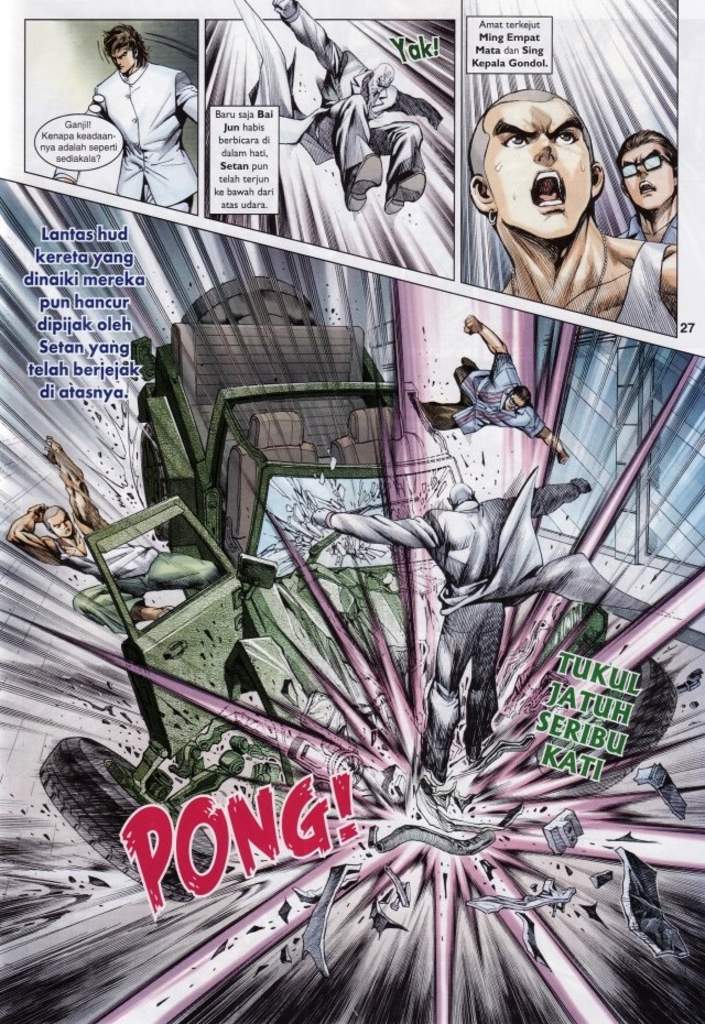 Ganjil!
Kenapa keadaan-
nya seperti
sediakala?
Baru saja Bai
Jun habis
berbicara di
dalam hati,
Setan pun
telah terjun
ke bawah dari
atas udara.
Yak!
Amat terkejut
Ming Empat
Mata dan Sing
Kepala Gondol.
27
Lantas hud
kereta yang
dinaiki mereka
pun hancur
dipijak oleh
Setan yang
telah berjejak
di atasnya.
TUKUL
JATUH
SERIBU
KATI
PONG!